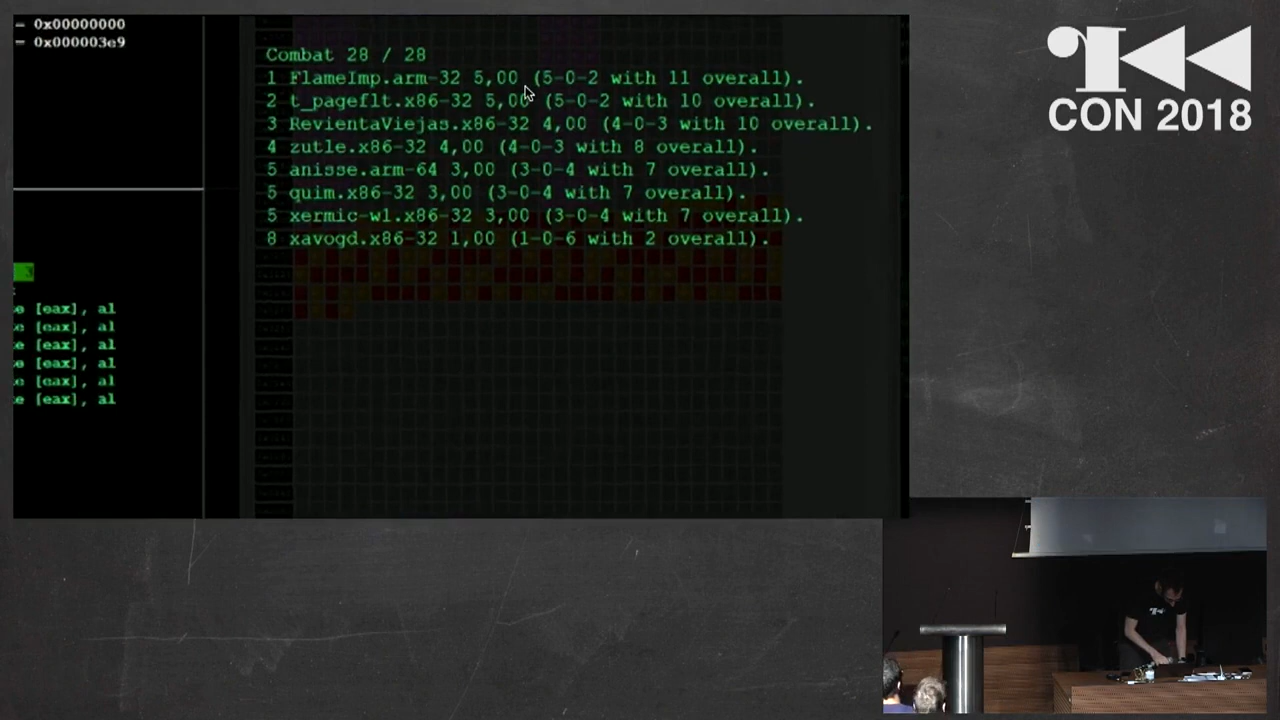 - 0x00000000
- 0x000003e9
Combat 28 / 28
1 FlameImp.arm-32 5,00 (5-0-2 with 11 overall).
2 t_pageflt.x86-32 5,00 (5-0-2 with 10 overall).
3 RevientaViejas.x86-32 4,00 (4-0-3 with 10 overall).
4 zutle.x86-32 4,00 (4-0-3 with 8 overall).
5 anisse.arm-64 3,00 (3-0-4 with 7 overall).
5 quim.x86-32 3,00 (3-0-4 with 7 overall).
5 xermic-w1.x86-32 3,00 (3-0-4 with 7 overall).
8 xavogd.x86-32 1,00 (1-0-6 with 2 overall).
[eax], al
[eax], al
[eax], al
[eax], al
[eax], al
[eax], al
CON 2018